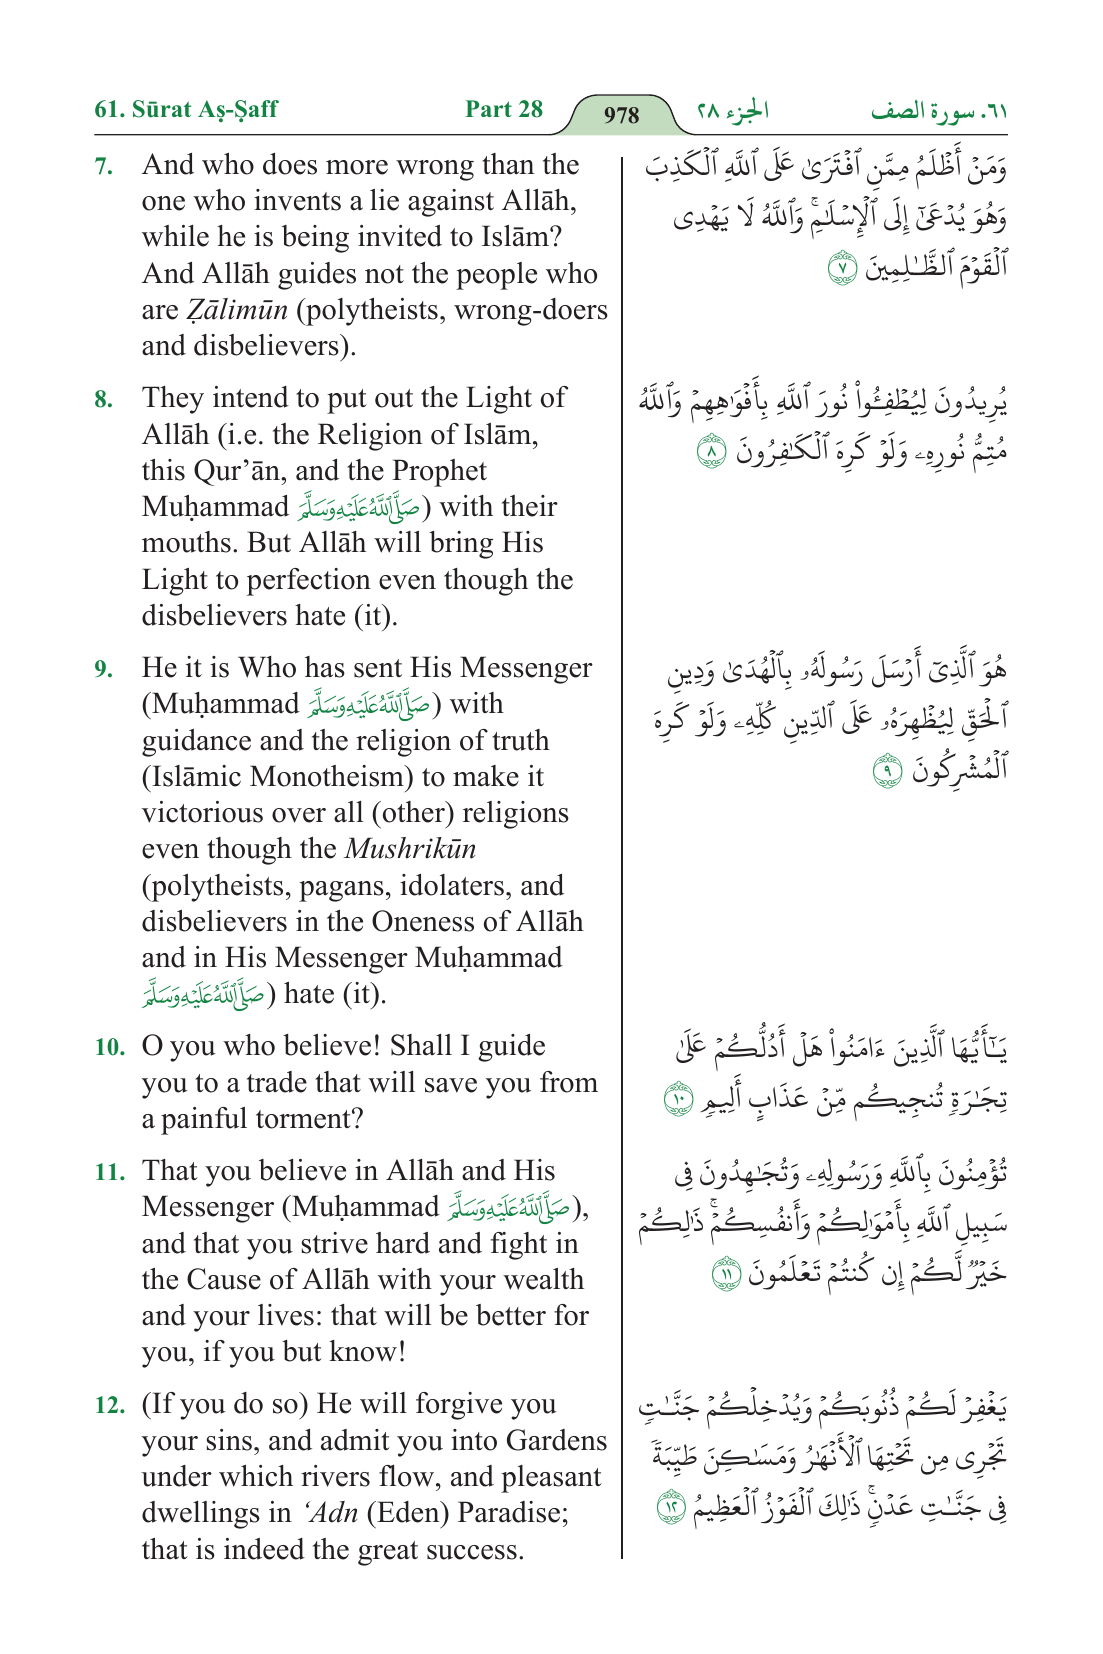 61. Sūrat Aṣ-Ṣaff Part 28 978 الجزء ٢٨ ٦١. سورة الصف
7. And who does more wrong than the
one who invents a lie against Allāh,
while he is being invited to Islām?
And Allāh guides not the people who
are Ẓālimūn (polytheists, wrong-doers
and disbelievers).
وَمَنْ أَظْلَمُ مِمَّنِ ٱفْتَرَىٰ عَلَى ٱللَّهِ ٱلْكَذِبَ
وَهُوَ يُدْعَىٰٓ إِلَى ٱلْإِسْلَـٰمِ ۚ وَٱللَّهُ لَا يَهْدِى
ٱلْقَوْمَ ٱلظَّـٰلِمِينَ ٧
8. They intend to put out the Light of
Allāh (i.e. the Religion of Islām,
this Qur’ān, and the Prophet
Muḥammad صَلَّى ٱللَّهُ عَلَيْهِ وَسَلَّمَ) with their
mouths. But Allāh will bring His
Light to perfection even though the
disbelievers hate (it).
يُرِيدُونَ لِيُطْفِـُٔوا۟ نُورَ ٱللَّهِ بِأَفْوَٰهِهِمْ وَٱللَّهُ
مُتِمُّ نُورِهِۦ وَلَوْ كَرِهَ ٱلْكَـٰفِرُونَ ٨
9. He it is Who has sent His Messenger
(Muḥammad صَلَّى ٱللَّهُ عَلَيْهِ وَسَلَّمَ) with
guidance and the religion of truth
(Islāmic Monotheism) to make it
victorious over all (other) religions
even though the Mushrikūn
(polytheists, pagans, idolaters, and
disbelievers in the Oneness of Allāh
and in His Messenger Muḥammad
صَلَّى ٱللَّهُ عَلَيْهِ وَسَلَّمَ) hate (it).
هُوَ ٱلَّذِىٓ أَرْسَلَ رَسُولَهُۥ بِٱلْهُدَىٰ وَدِينِ
ٱلْحَقِّ لِيُظْهِرَهُۥ عَلَى ٱلدِّينِ كُلِّهِۦ وَلَوْ كَرِهَ
ٱلْمُشْرِكُونَ ٩
10. O you who believe! Shall I guide
you to a trade that will save you from
a painful torment?
يَـٰٓأَيُّهَا ٱلَّذِينَ ءَامَنُوا۟ هَلْ أَدُلُّكُمْ عَلَىٰ
تِجَـٰرَةٍ تُنجِيكُم مِّنْ عَذَابٍ أَلِيمٍ ١٠
11. That you believe in Allāh and His
Messenger (Muḥammad صَلَّى ٱللَّهُ عَلَيْهِ وَسَلَّمَ),
and that you strive hard and fight in
the Cause of Allāh with your wealth
and your lives: that will be better for
you, if you but know!
تُؤْمِنُونَ بِٱللَّهِ وَرَسُولِهِۦ وَتُجَـٰهِدُونَ فِى
سَبِيلِ ٱللَّهِ بِأَمْوَٰلِكُمْ وَأَنفُسِكُمْ ۚ ذَٰلِكُمْ
خَيْرٌ لَّكُمْ إِن كُنتُمْ تَعْلَمُونَ ١١
12. (If you do so) He will forgive you
your sins, and admit you into Gardens
under which rivers flow, and pleasant
dwellings in ‘Adn (Eden) Paradise;
that is indeed the great success.
يَغْفِرْ لَكُمْ ذُنُوبَكُمْ وَيُدْخِلْكُمْ جَنَّـٰتٍ
تَجْرِى مِن تَحْتِهَا ٱلْأَنْهَـٰرُ وَمَسَـٰكِنَ طَيِّبَةً
فِى جَنَّـٰتِ عَدْنٍ ۚ ذَٰلِكَ ٱلْفَوْزُ ٱلْعَظِيمُ ١٢